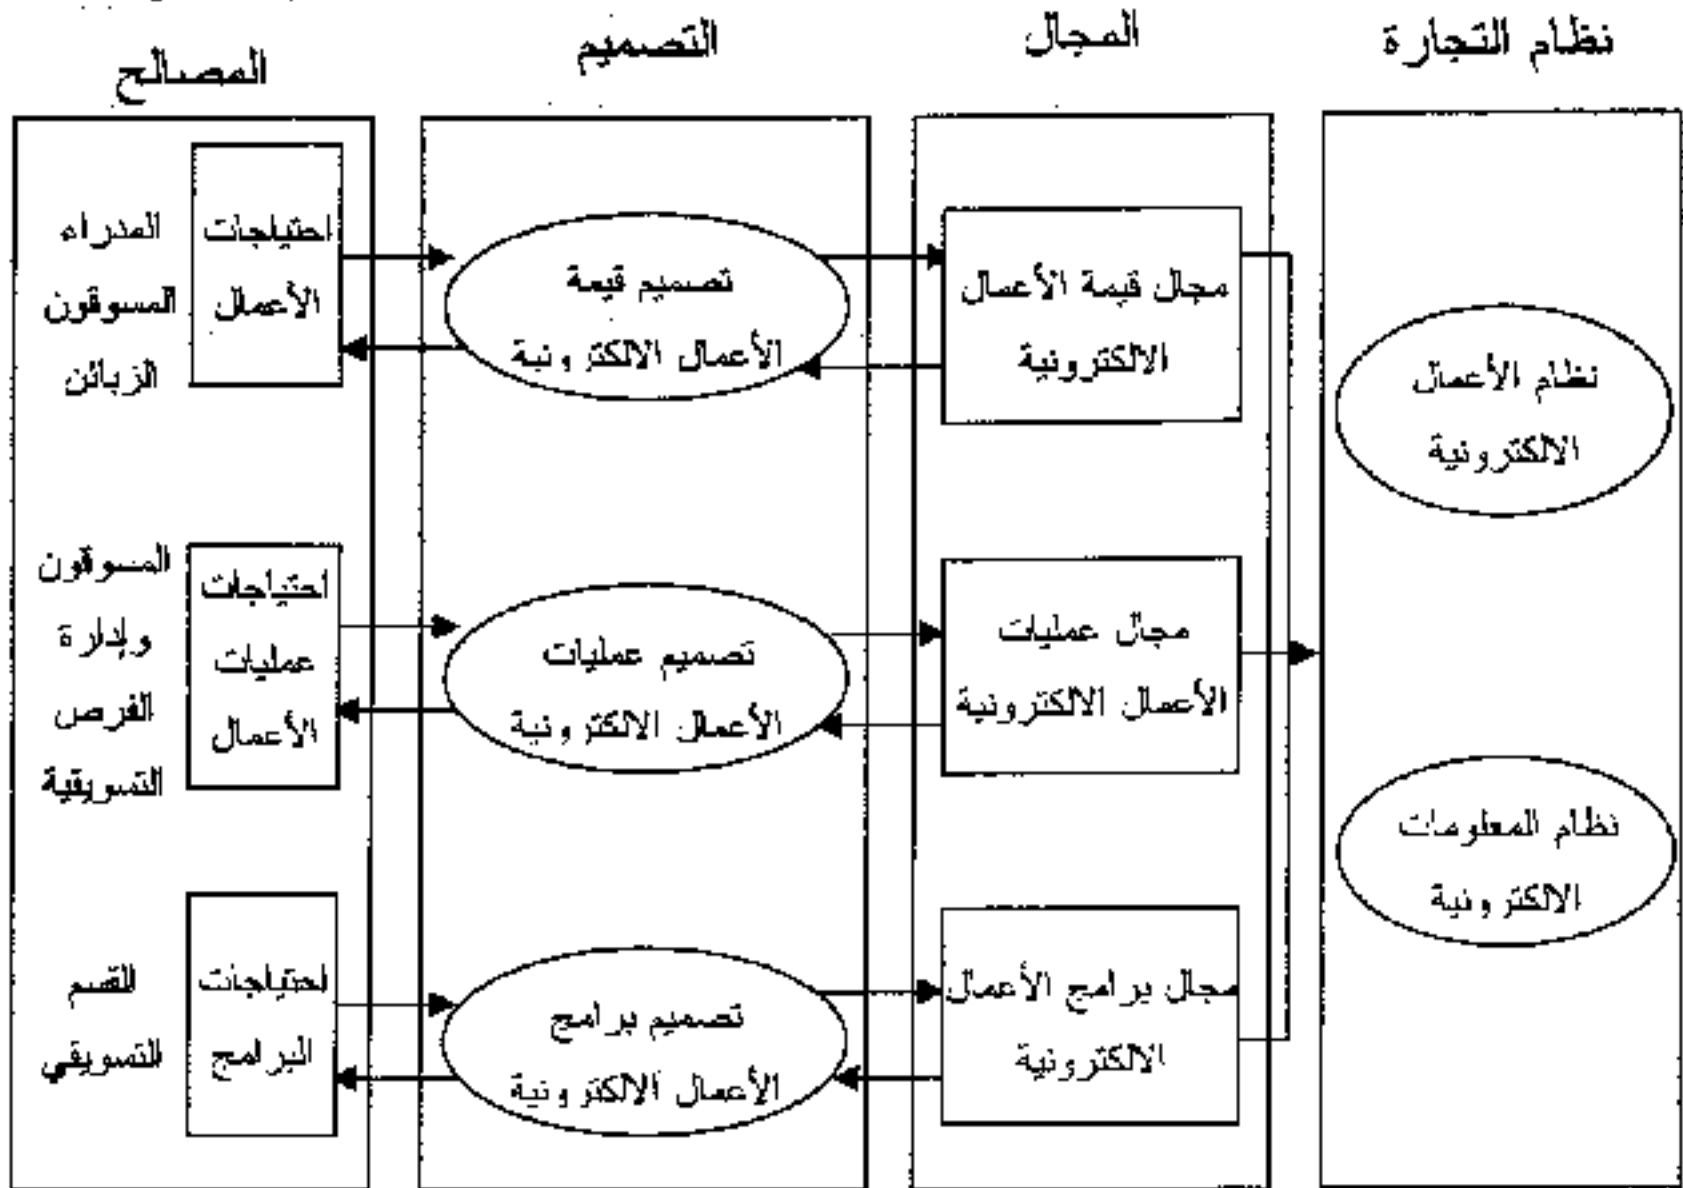 نظام التجارة
المجال
التصميم
المصالح
نظام الأعمال
الالكترونية
نظام المعلومات
الالكترونية
مجال قيمة الأعمال
الالكترونية
مجال عمليات
الأعمال الالكترونية
مجال برامج الأعمال
الالكترونية
تصميم قيمة
الأعمال الالكترونية
تصميم عمليات
الأعمال الالكترونية
تصميم برامج
الأعمال الالكترونية
احتياجات
الأعمال
احتياجات
عمليات
الأعمال
احتياجات
البرامج
المدراء
المسوقون
الزبائن
المسوقون
وإدارة
الفرص
التسويقية
القسم
التسويقي